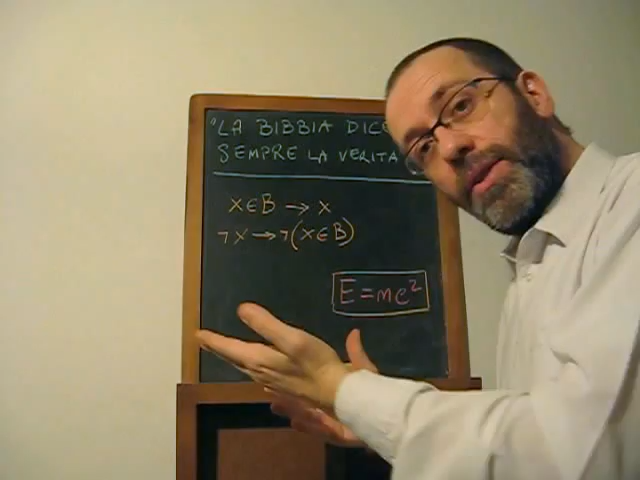 "LA BIBBIA DICE
SEMPRE LA VERITA
X∈B → X
¬X → ¬(X∈B)
E=mc²